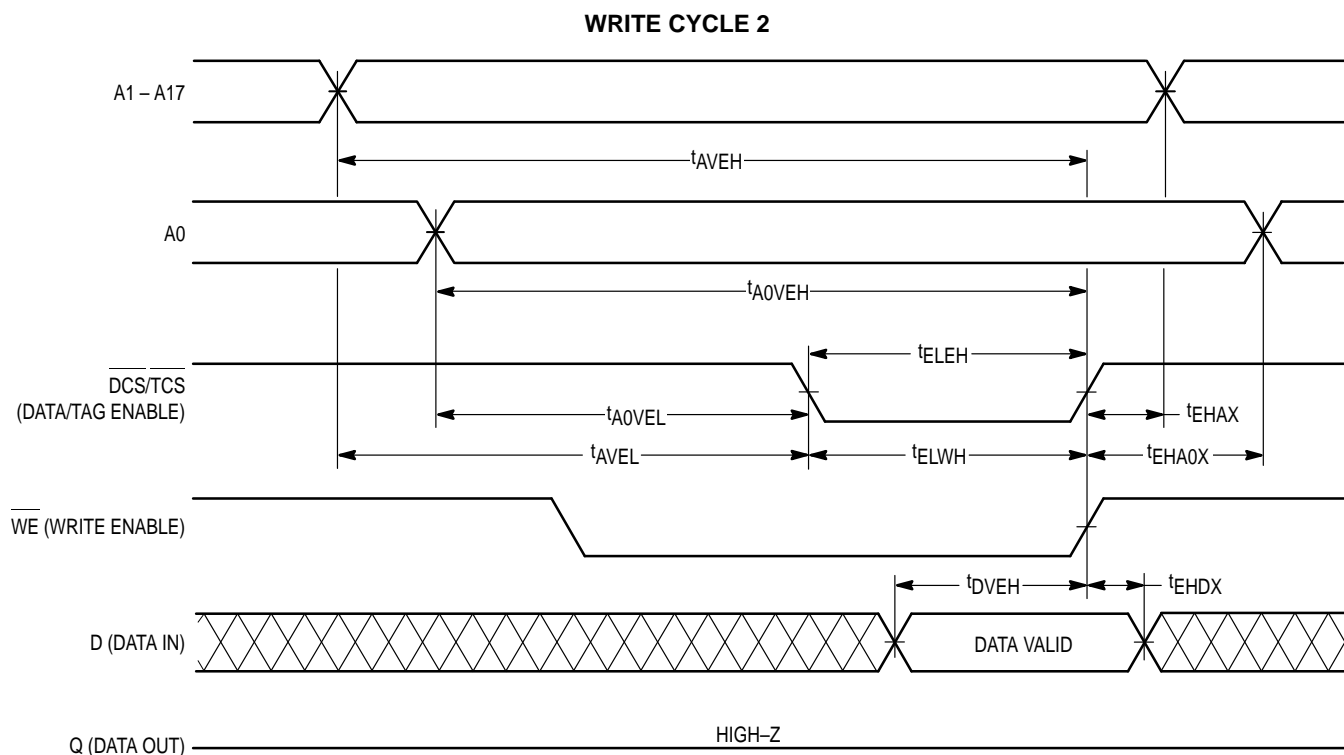 WRITE CYCLE 2
A1 – A17
tAVEH
A0
tA0VEH
tELEH
DCS/TCS
(DATA/TAG ENABLE)
tA0VEL
tEHAX
tAVEL
tELWH
tEHA0X
WE (WRITE ENABLE)
tDVEH
tEHDX
D (DATA IN)
DATA VALID
HIGH–Z
Q (DATA OUT)